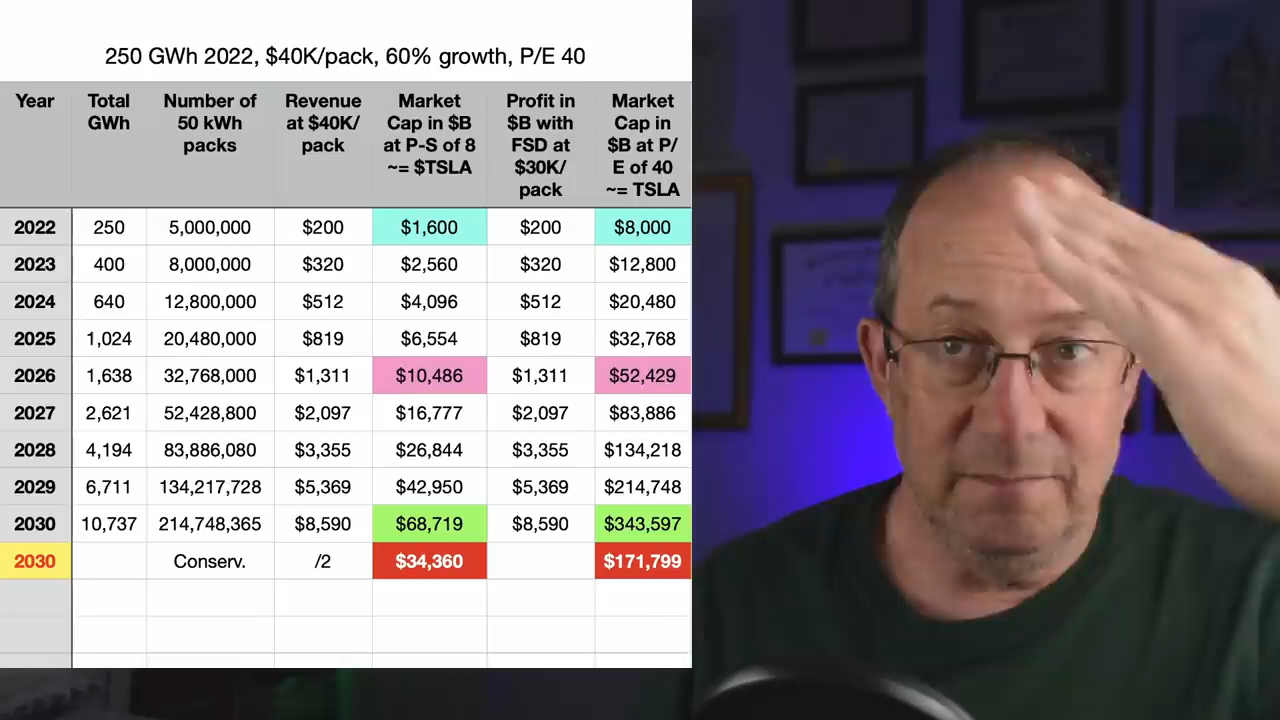 250 GWh 2022, $40K/pack, 60% growth, P/E 40
Year Total GWh Number of 50 kWh packs Revenue at $40K/ pack Market Cap in $B at P-S of 8 ~= $TSLA Profit in $B with FSD at $30K/ pack Market Cap in $B at P/ E of 40 ~= TSLA
2022 250 5,000,000 $200 $1,600 $200 $8,000
2023 400 8,000,000 $320 $2,560 $320 $12,800
2024 640 12,800,000 $512 $4,096 $512 $20,480
2025 1,024 20,480,000 $819 $6,554 $819 $32,768
2026 1,638 32,768,000 $1,311 $10,486 $1,311 $52,429
2027 2,621 52,428,800 $2,097 $16,777 $2,097 $83,886
2028 4,194 83,886,080 $3,355 $26,844 $3,355 $134,218
2029 6,711 134,217,728 $5,369 $42,950 $5,369 $214,748
2030 10,737 214,748,365 $8,590 $68,719 $8,590 $343,597
2030 Conserv. /2 $34,360 $171,799